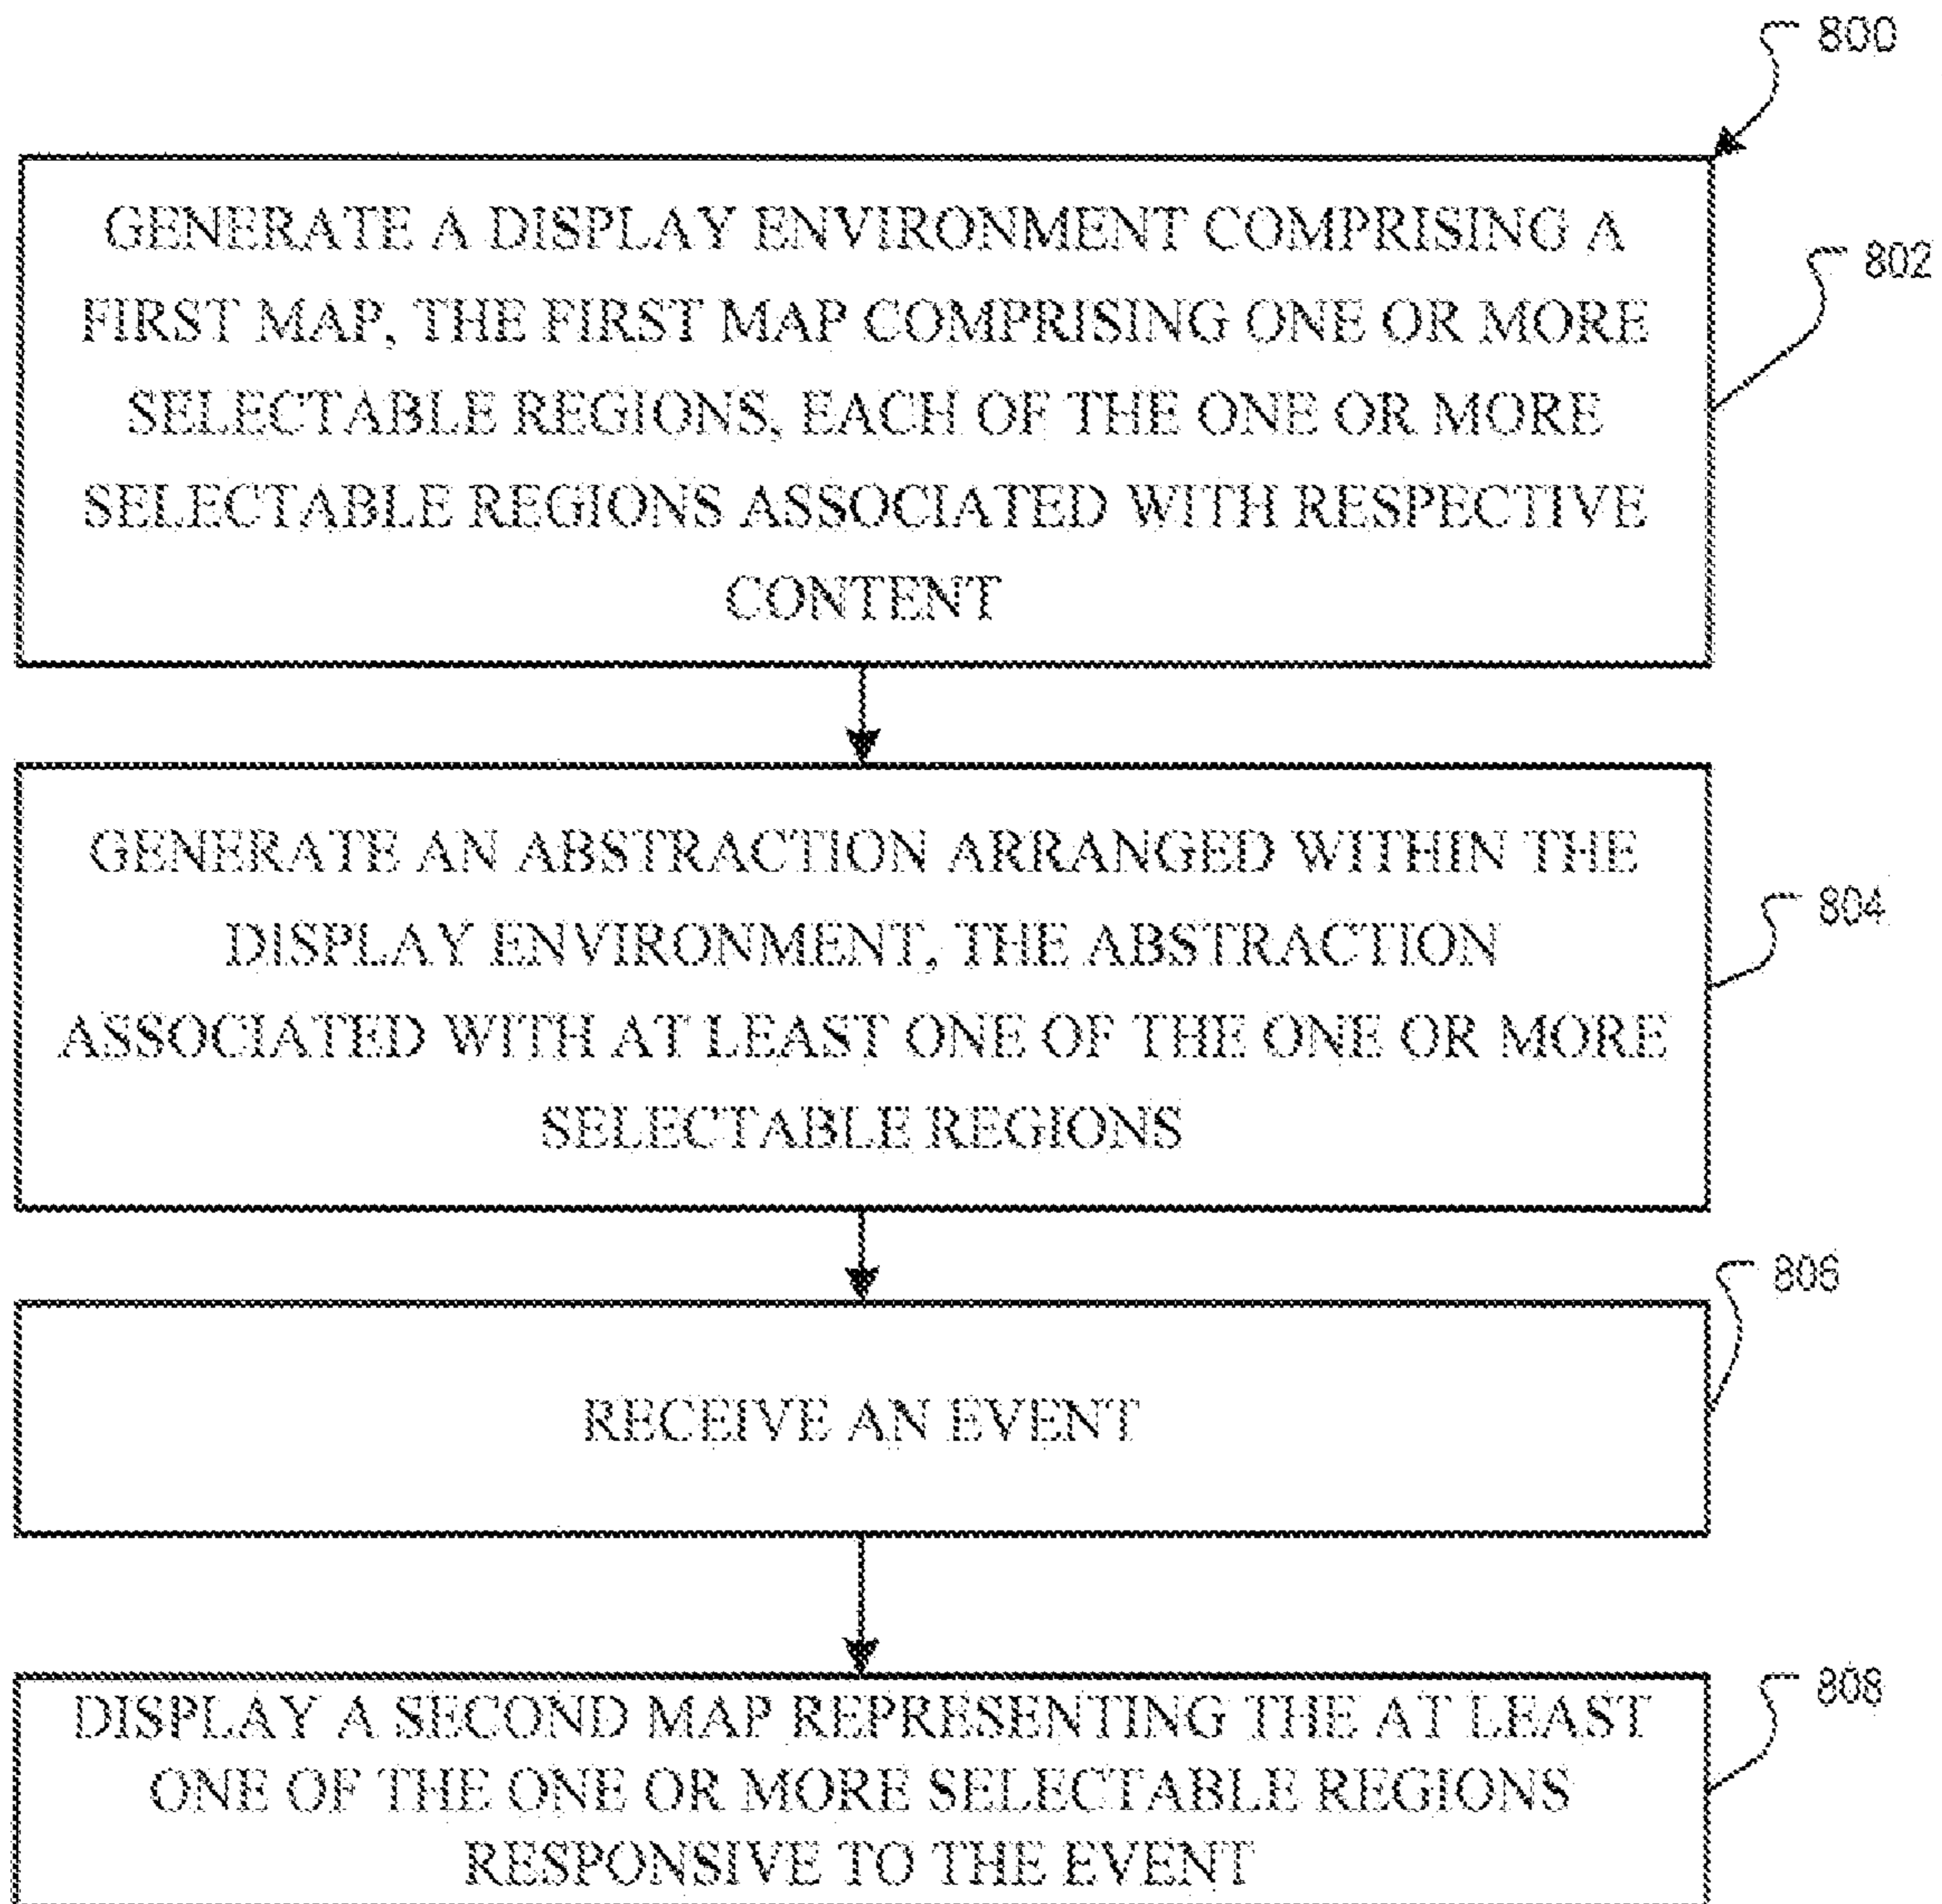 800
GENERATE A DISPLAY ENVIRONMENT COMPRISING A
FIRST MAP, THE FIRST MAP COMPRISING ONE OR MORE
SELECTABLE REGIONS, EACH OF THE ONE OR MORE
SELECTABLE REGIONS ASSOCIATED WITH RESPECTIVE
CONTENT
802
GENERATE AN ABSTRACTION ARRANGED WITHIN THE
DISPLAY ENVIRONMENT, THE ABSTRACTION
ASSOCIATED WITH AT LEAST ONE OF THE ONE OR MORE
SELECTABLE REGIONS
804
RECEIVE AN EVENT
806
DISPLAY A SECOND MAP REPRESENTING THE AT LEAST
ONE OF THE ONE OR MORE SELECTABLE REGIONS
RESPONSIVE TO THE EVENT
808